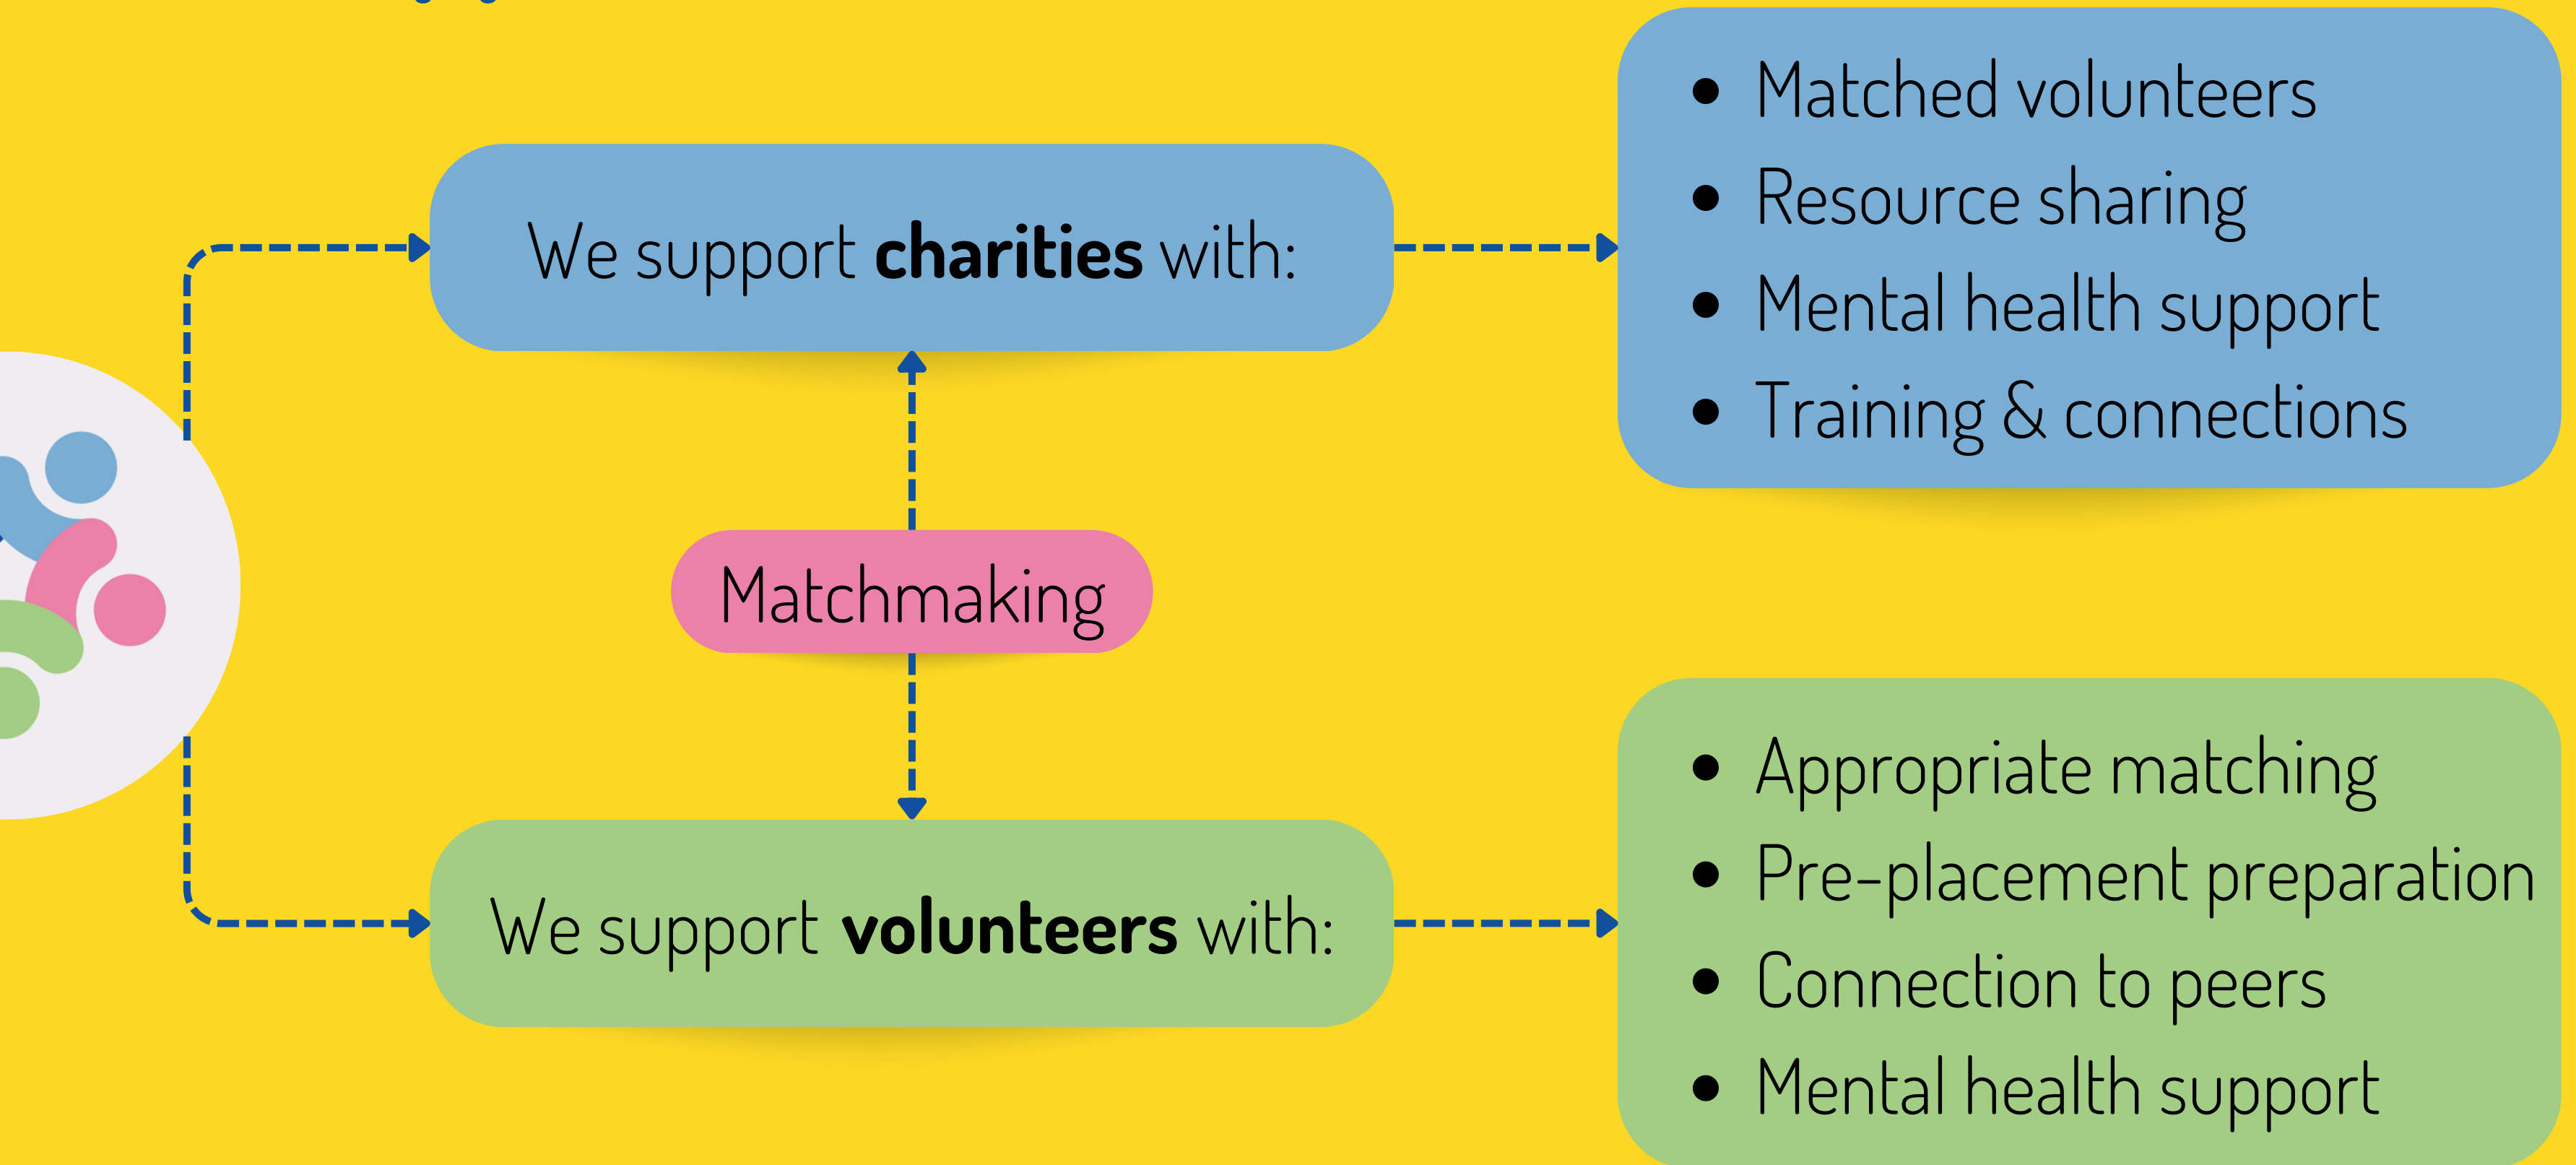 We support charities with:
• Matched volunteers
• Resource sharing
• Mental health support
• Training & connections
Matchmaking
We support volunteers with:
• Appropriate matching
• Pre-placement preparation
• Connection to peers
• Mental health support